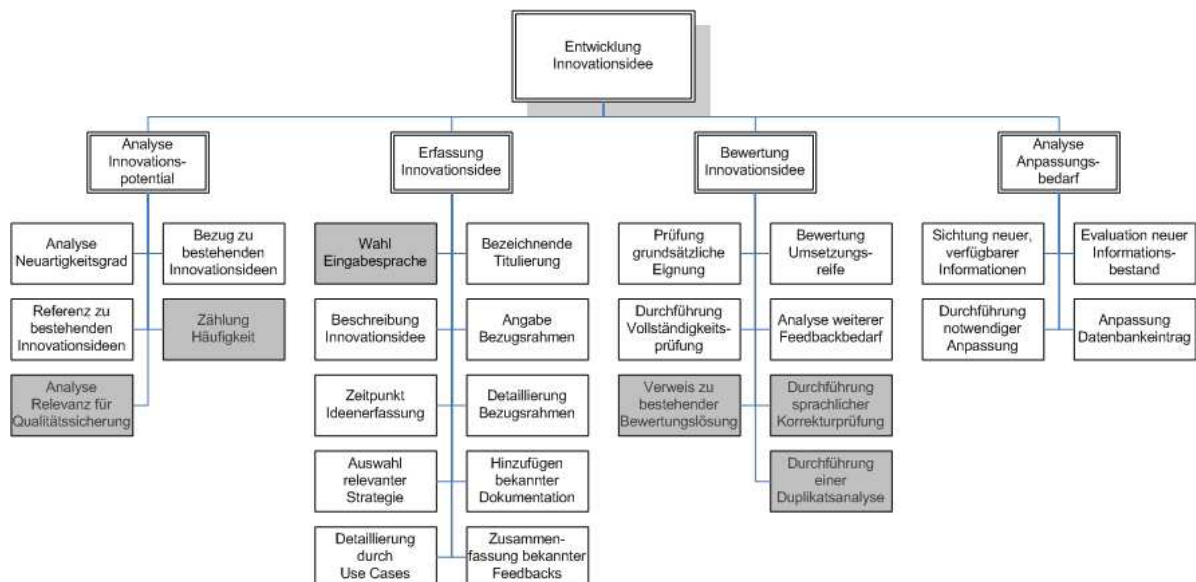 Entwicklung
Innovationsidee
Analyse
Innovations-
potential
Erfassung
Innovationsidee
Bewertung
Innovationsidee
Analyse
Anpassungs-
bedarf
Analyse
Neuartigkeitsgrad
Bezug zu
bestehenden
Innovationsideen
Referenz zu
bestehenden
Innovationsideen
Zählung
Häufigkeit
Analyse
Relevanz für
Qualitätssicherung
Wahl
Eingabesprache
Bezeichnende
Titulierung
Beschreibung
Innovationsidee
Angabe
Bezugsrahmen
Zeitpunkt
Ideenerfassung
Detaillierung
Bezugsrahmen
Auswahl
relevanter
Strategie
Hinzufügen
bekannter
Dokumentation
Detaillierung
durch
Use Cases
Zusammen-
fassung bekannter
Feedbacks
Prüfung
grundsätzliche
Eignung
Bewertung
Umsetzungs-
reife
Durchführung
Vollständigkeits-
prüfung
Analyse weiterer
Feedbackbedarf
Verweis zu
bestehender
Bewertungslösung
Durchführung
sprachlicher
Korrekturprüfung
Durchführung
einer
Duplikatsanalyse
Sichtung neuer,
verfügbarer
Informationen
Evaluation neuer
Informations-
bestand
Durchführung
notwendiger
Anpassung
Anpassung
Datenbankeintrag